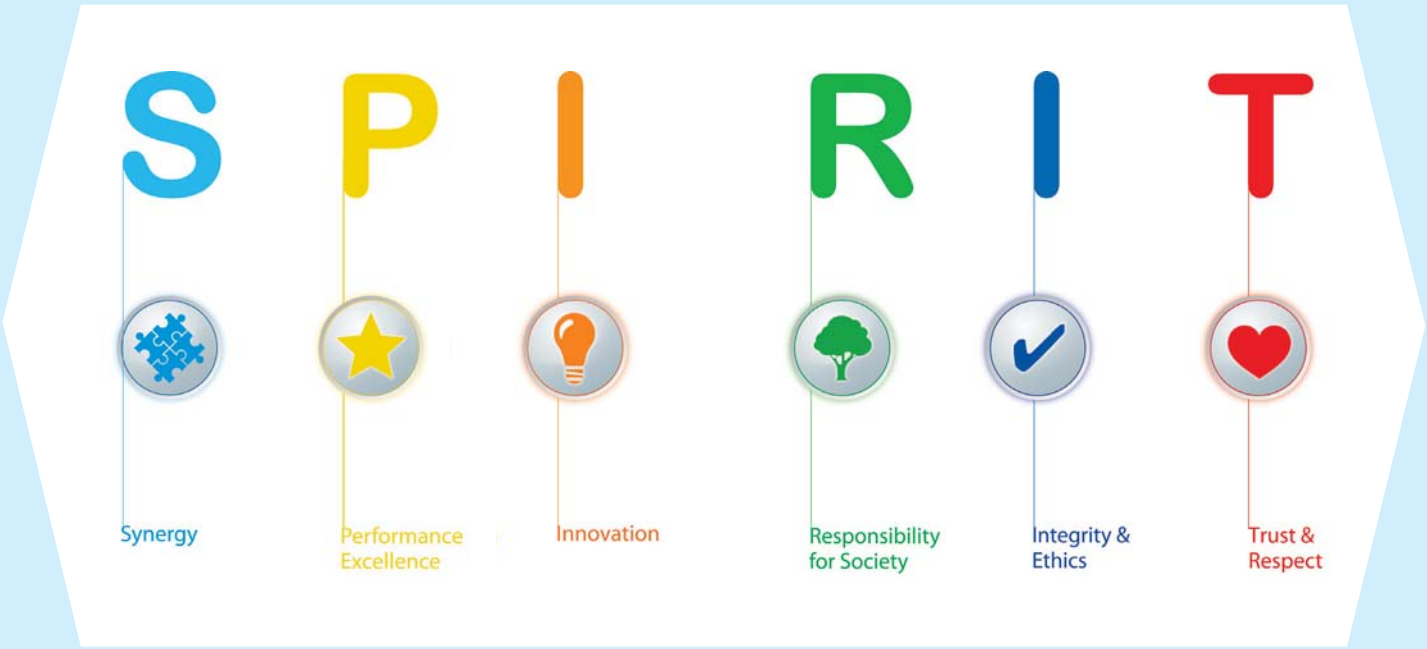 S P I R I T
Synergy
Performance
Excellence
Innovation
Responsibility
for Society
Integrity &
Ethics
Trust &
Respect